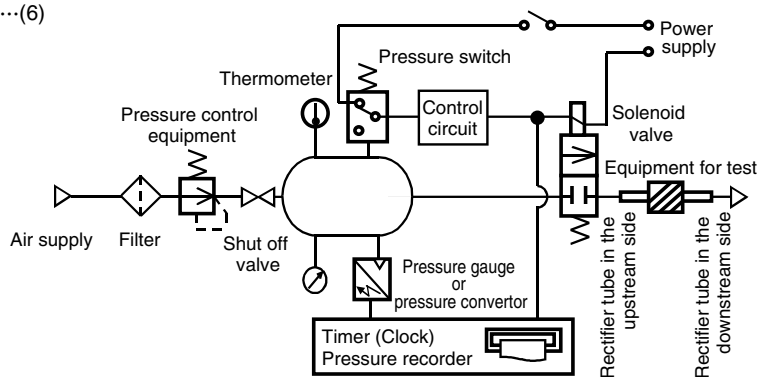 …(6)
Power
supply
Pressure switch
Thermometer
Control
circuit
Solenoid
valve
Pressure control
equipment
Equipment for test
Air supply
Filter
Shut off
valve
Pressure gauge
or
pressure convertor
Timer (Clock)
Pressure recorder
Rectifier tube in the
upstream side
Rectifier tube in the
downstream side